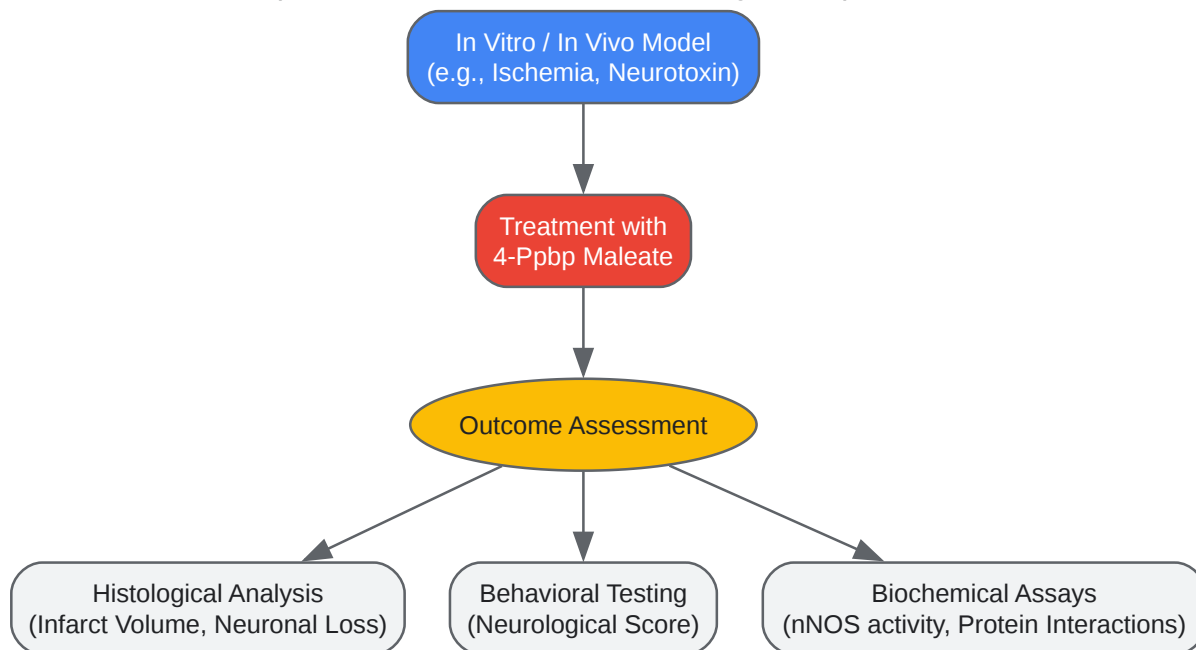 In Vitro / In Vivo Model
(e.g., Ischemia, Neurotoxin)
Treatment with
4-Ppbp Maleate
Outcome Assessment
Histological Analysis
(Infarct Volume, Neuronal Loss)
Behavioral Testing
(Neurological Score)
Biochemical Assays
(nNOS activity, Protein Interactions)